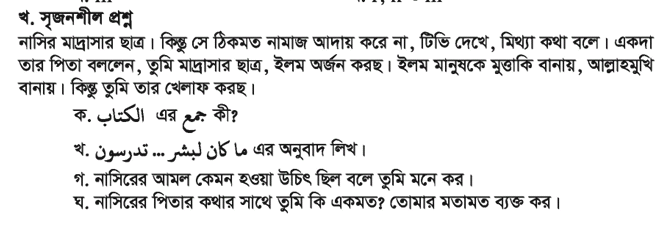 খ. সৃজনশীল প্রশ্ন
নাসির মাদ্রাসার ছাত্র। কিন্তু সে ঠিকমত নামাজ আদায় করে না, টিভি দেখে, মিথ্যা কথা বলে। একদা
তার পিতা বললেন, তুমি মাদ্রাসার ছাত্র, ইলম অর্জন করছ। ইলম মানুষকে মুত্তাকি বানায়, আল্লাহমুখি
বানায়। কিন্তু তুমি তার খেলাফ করছ।
ক. الكتاب এর جمع কী?
খ. ما كان لبشر ... تدرسون এর অনুবাদ লিখ।
গ. নাসিরের আমল কেমন হওয়া উচিৎ ছিল বলে তুমি মনে কর।
ঘ. নাসিরের পিতার কথার সাথে তুমি কি একমত? তোমার মতামত ব্যক্ত কর।